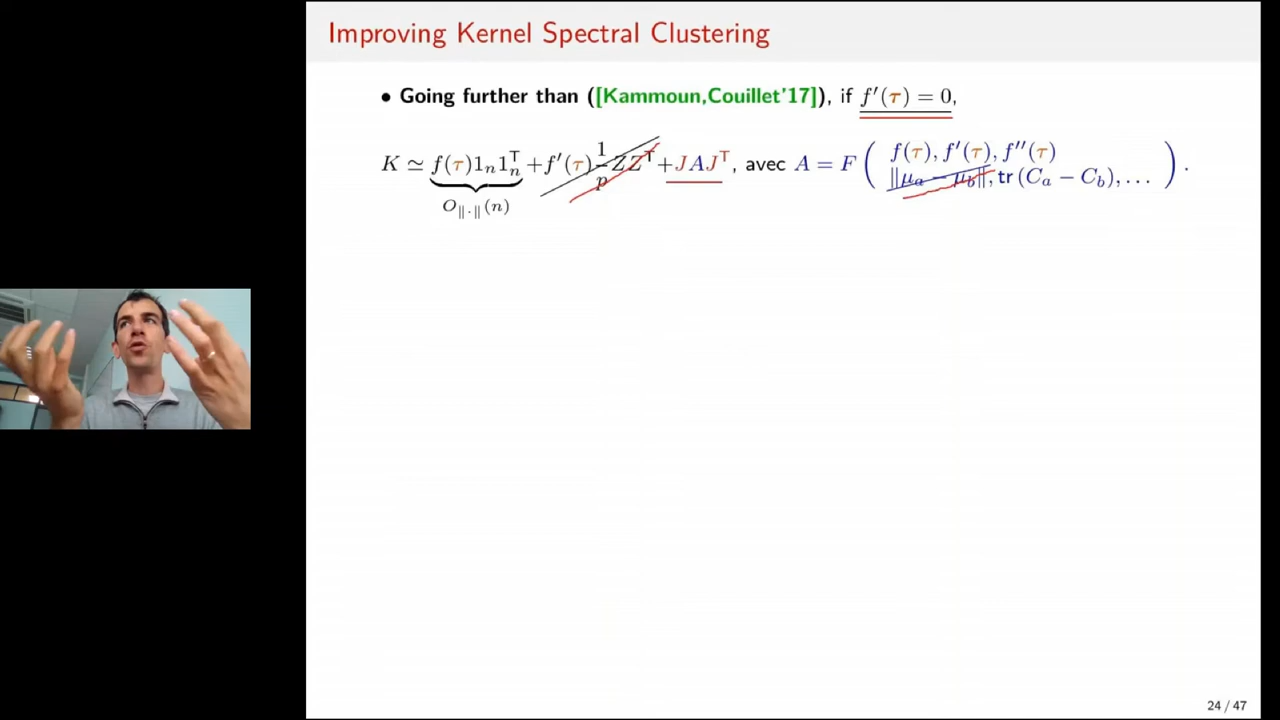 Improving Kernel Spectral Clustering
• Going further than ([Kammoun,Couillet'17]), if f′(τ) = 0,
K ≃ f(τ)1ₙ1ₙᵀ + f′(τ) 1/p ZZᵀ + JAJᵀ, avec A = F ( f(τ), f′(τ), f″(τ)
‖μₐ − μ_b‖, tr (Cₐ − C_b), … ) .
O‖·‖(n)
24 / 47